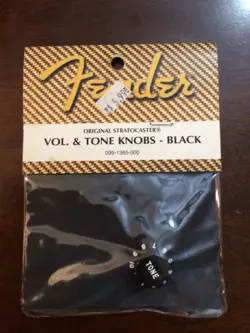 Fender
ORIGINAL STRATOCASTER®
VOL. & TONE KNOBS - BLACK
099-1365-000
TONE